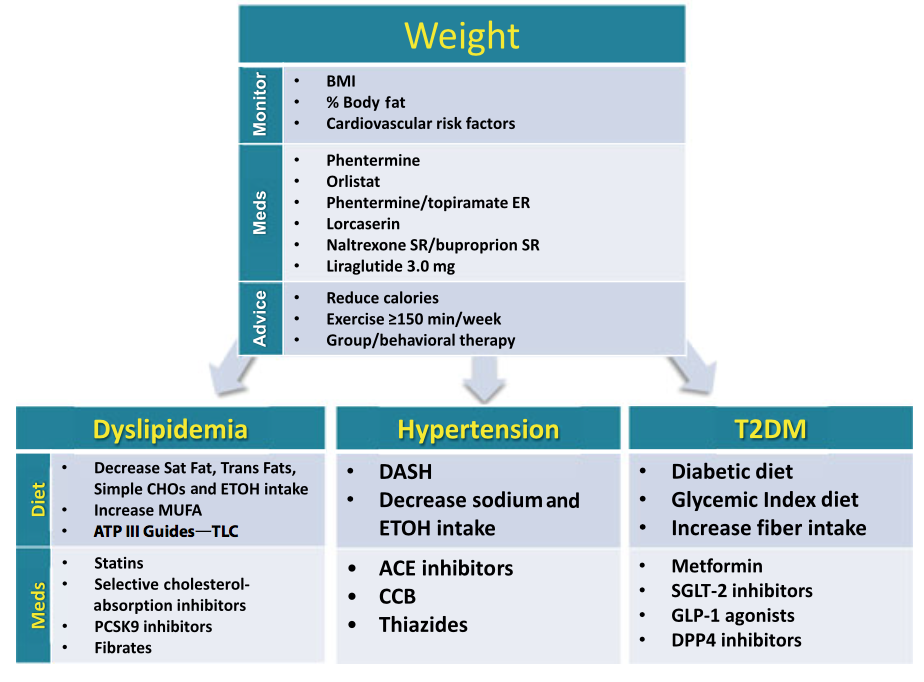 Weight
Monitor
• BMI
• % Body fat
• Cardiovascular risk factors
Meds
• Phentermine
• Orlistat
• Phentermine/topiramate ER
• Lorcaserin
• Naltrexone SR/buproprion SR
• Liraglutide 3.0 mg
Advice
• Reduce calories
• Exercise ≥150 min/week
• Group/behavioral therapy
Dyslipidemia
Diet
• Decrease Sat Fat, Trans Fats,
Simple CHOs and ETOH intake
• Increase MUFA
• ATP III Guides—TLC
Meds
• Statins
• Selective cholesterol-
absorption inhibitors
• PCSK9 inhibitors
• Fibrates
Hypertension
• DASH
• Decrease sodium and
ETOH intake
• ACE inhibitors
• CCB
• Thiazides
T2DM
• Diabetic diet
• Glycemic Index diet
• Increase fiber intake
• Metformin
• SGLT-2 inhibitors
• GLP-1 agonists
• DPP4 inhibitors